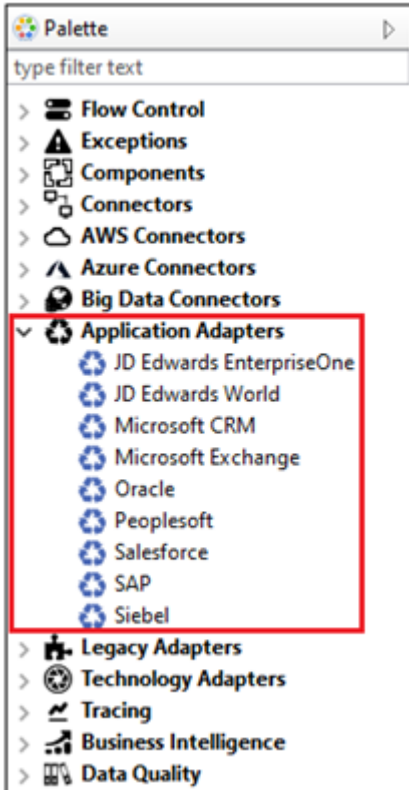 Palette
type filter text
Flow Control
Exceptions
Components
Connectors
AWS Connectors
Azure Connectors
Big Data Connectors
Application Adapters
JD Edwards EnterpriseOne
JD Edwards World
Microsoft CRM
Microsoft Exchange
Oracle
Peoplesoft
Salesforce
SAP
Siebel
Legacy Adapters
Technology Adapters
Tracing
Business Intelligence
Data Quality